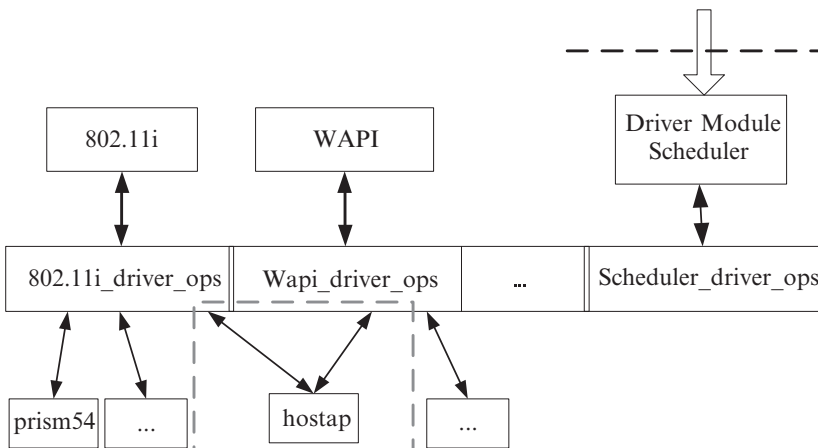 Driver Module
Scheduler
802.11i
WAPI
802.11i_driver_ops
Wapi_driver_ops
...
Scheduler_driver_ops
prism54
...
hostap
...